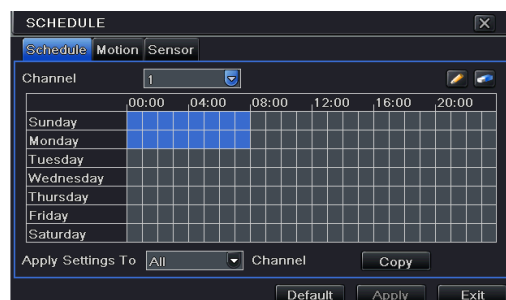 SCHEDULE
Schedule Motion Sensor
Channel 1
00:00 04:00 08:00 12:00 16:00 20:00
Sunday
Monday
Tuesday
Wednesday
Thursday
Friday
Saturday
Apply Settings To All Channel Copy
Default Apply Exit